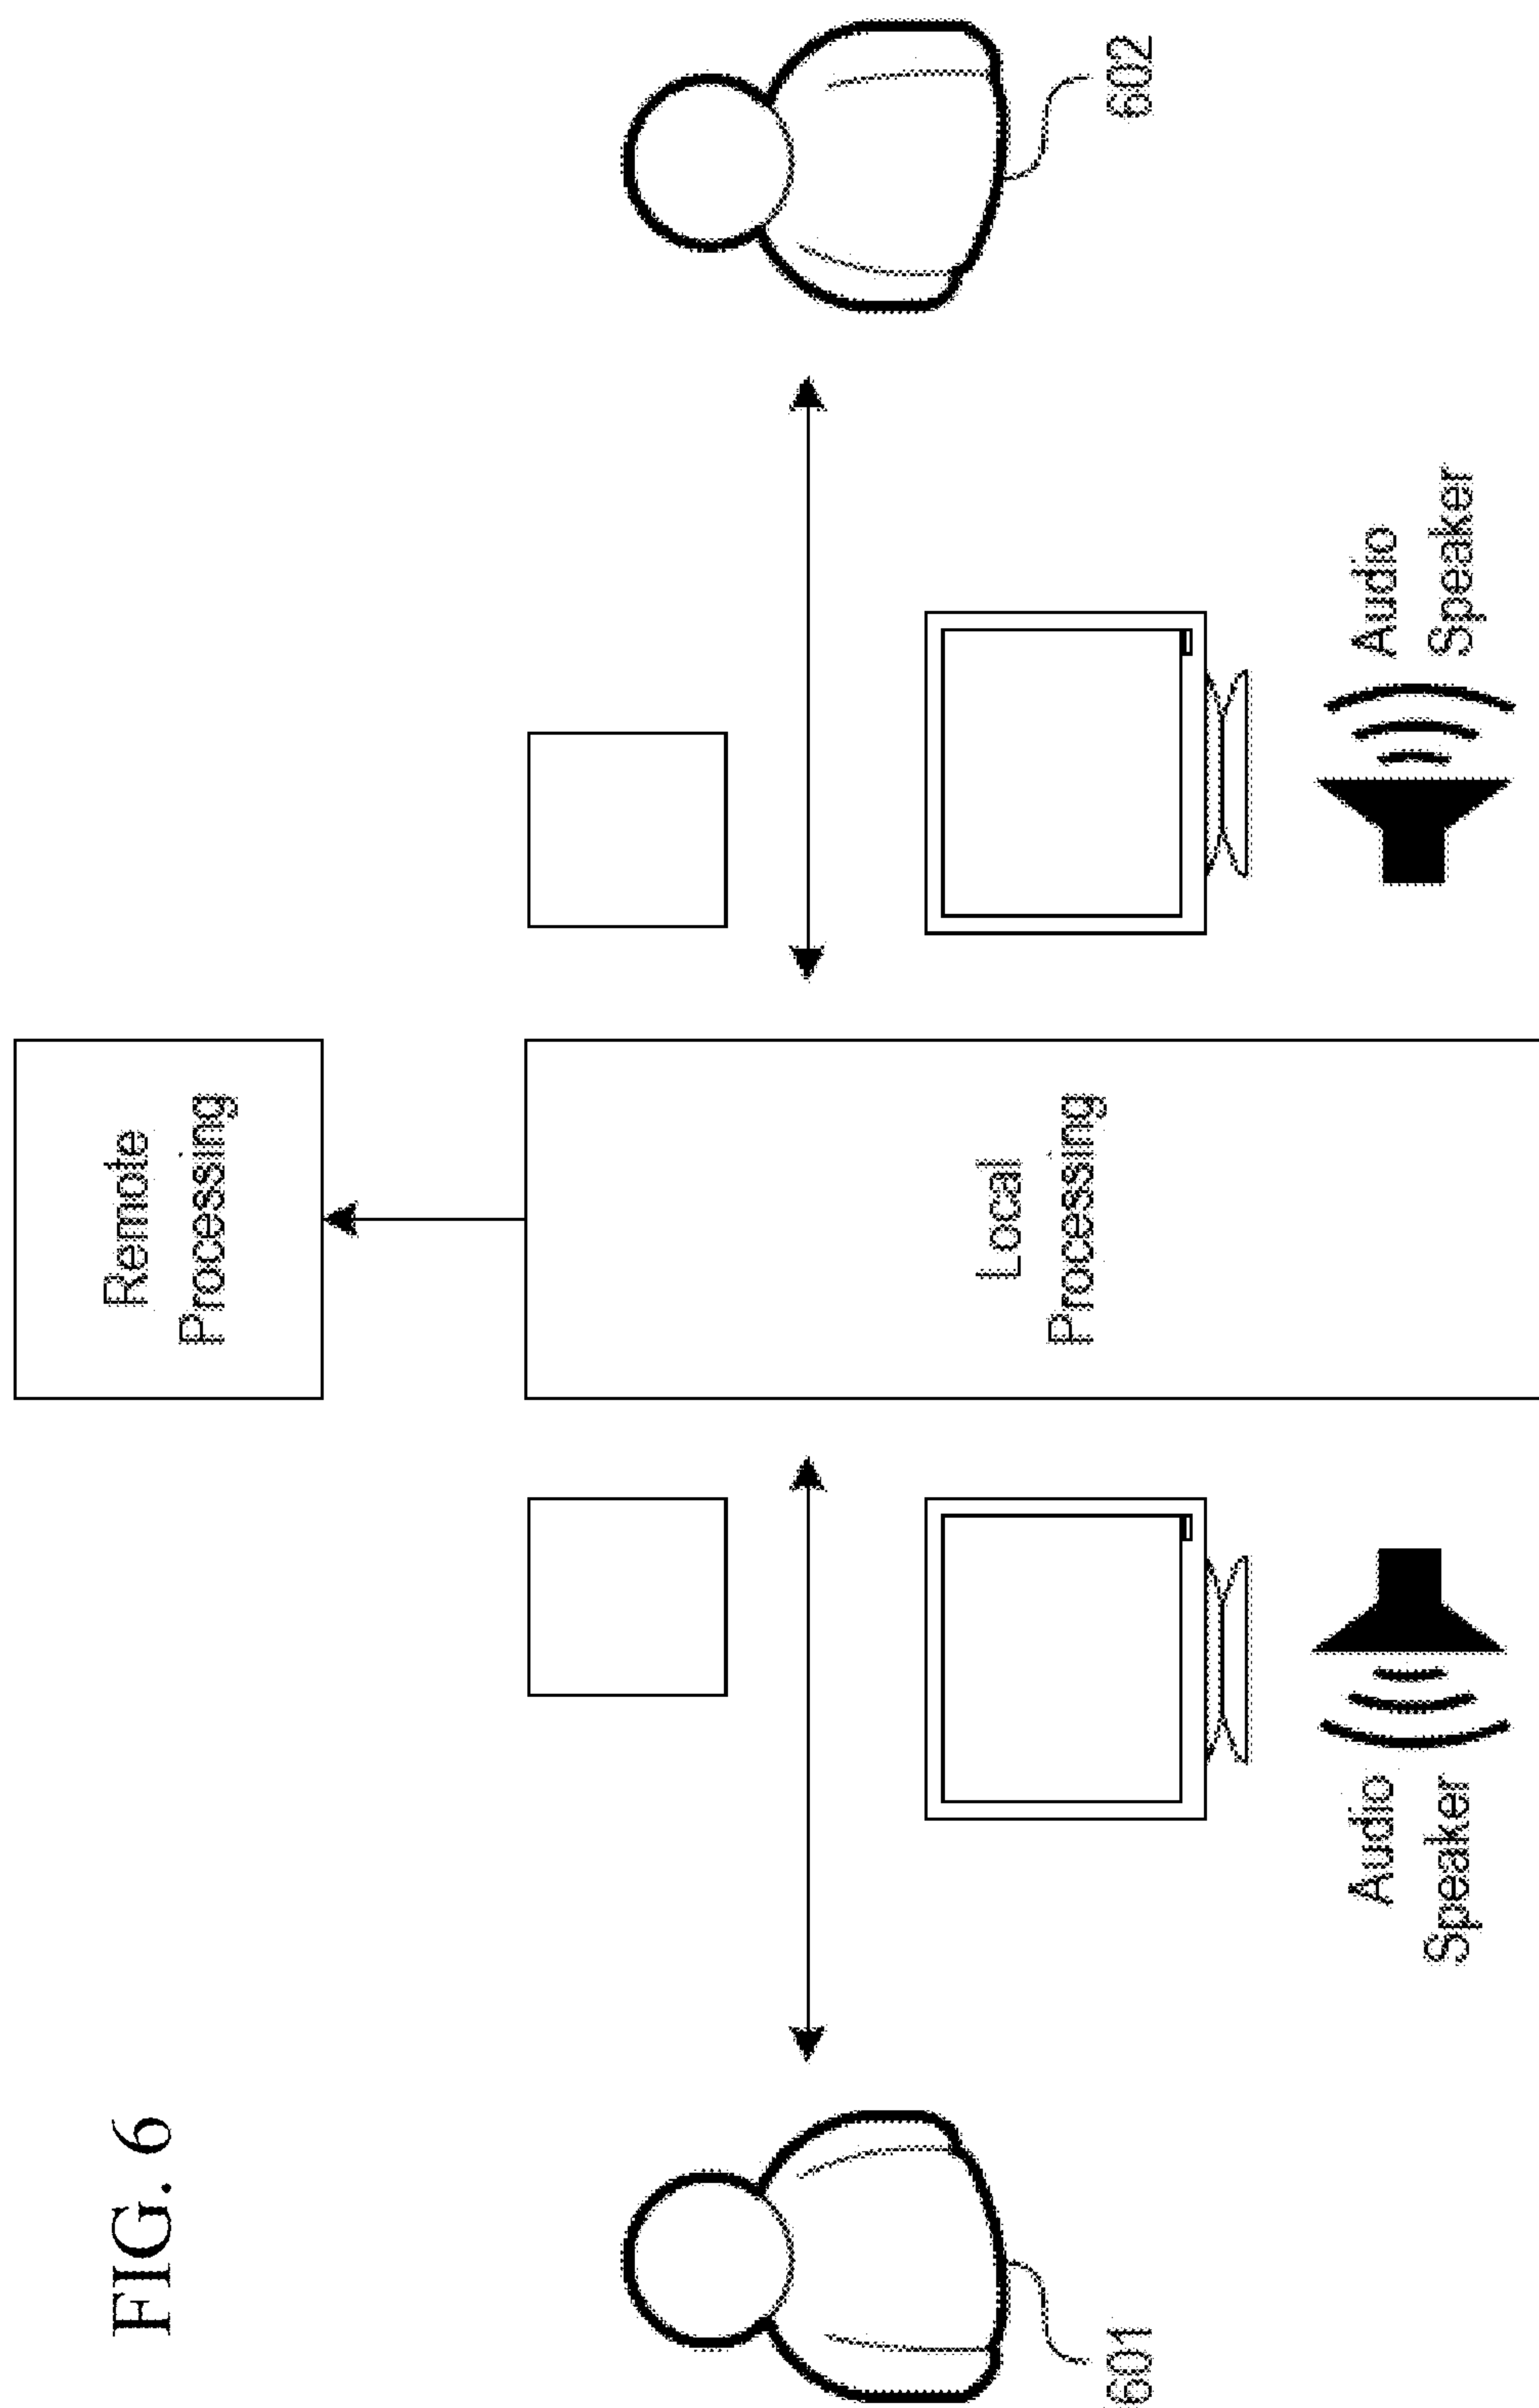 FIG. 6
Remote
Processing
Local
Processing
601
602
Audio
Speaker
Audio
Speaker